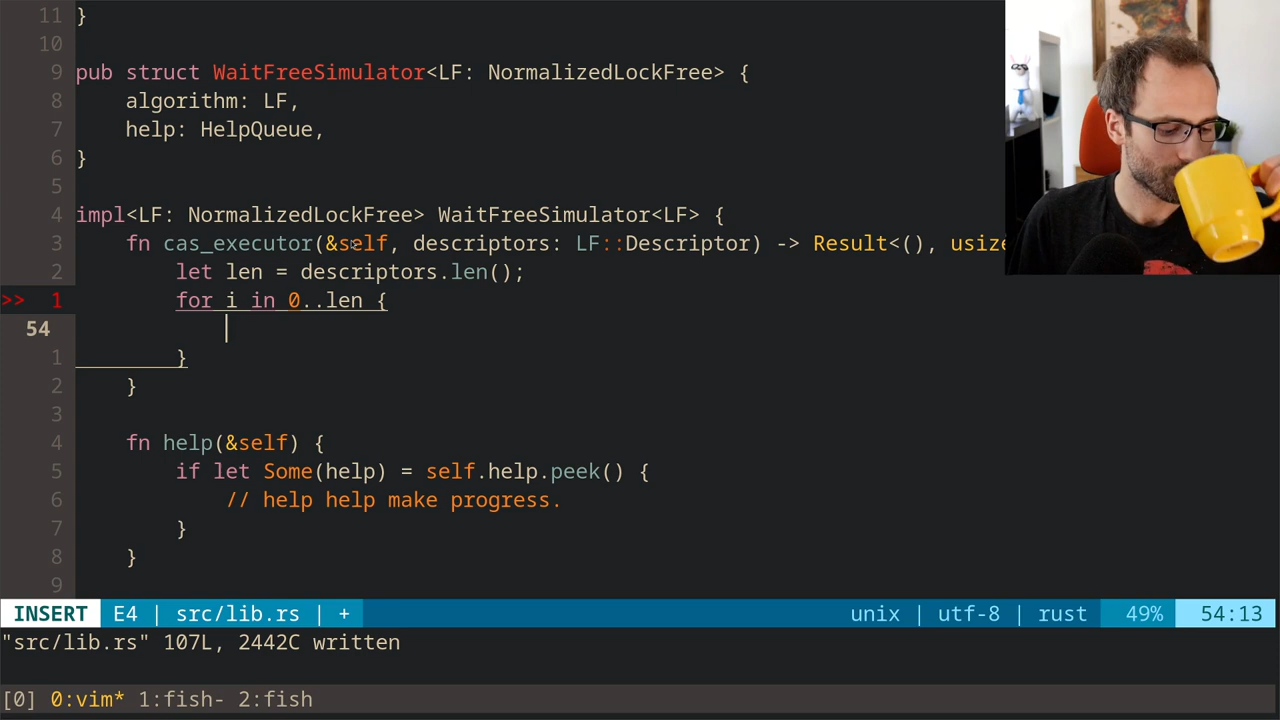 11 }
10
9 pub struct WaitFreeSimulator<LF: NormalizedLockFree> {
8 algorithm: LF,
7 help: HelpQueue,
6 }
5
4 impl<LF: NormalizedLockFree> WaitFreeSimulator<LF> {
3 fn cas_executor(&self, descriptors: LF::Descriptor) -> Result<(), usize
2 let len = descriptors.len();
>> 1 for i in 0..len {
54
1 }
2 }
3
4 fn help(&self) {
5 if let Some(help) = self.help.peek() {
6 // help help make progress.
7 }
8 }
9
INSERT E4 | src/lib.rs | + unix | utf-8 | rust 49% 54:13
"src/lib.rs" 107L, 2442C written
[0] 0:vim* 1:fish- 2:fish